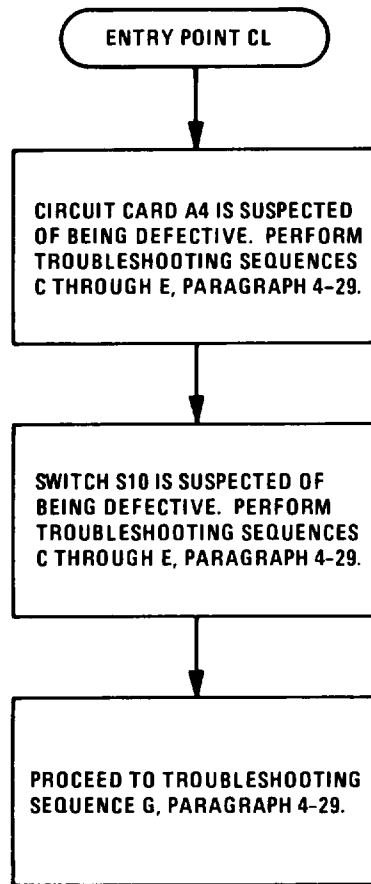 ENTRY POINT CL
CIRCUIT CARD A4 IS SUSPECTED
OF BEING DEFECTIVE. PERFORM
TROUBLESHOOTING SEQUENCES
C THROUGH E, PARAGRAPH 4-29.
SWITCH S10 IS SUSPECTED OF
BEING DEFECTIVE. PERFORM
TROUBLESHOOTING SEQUENCES
C THROUGH E, PARAGRAPH 4-29.
PROCEED TO TROUBLESHOOTING
SEQUENCE G, PARAGRAPH 4-29.